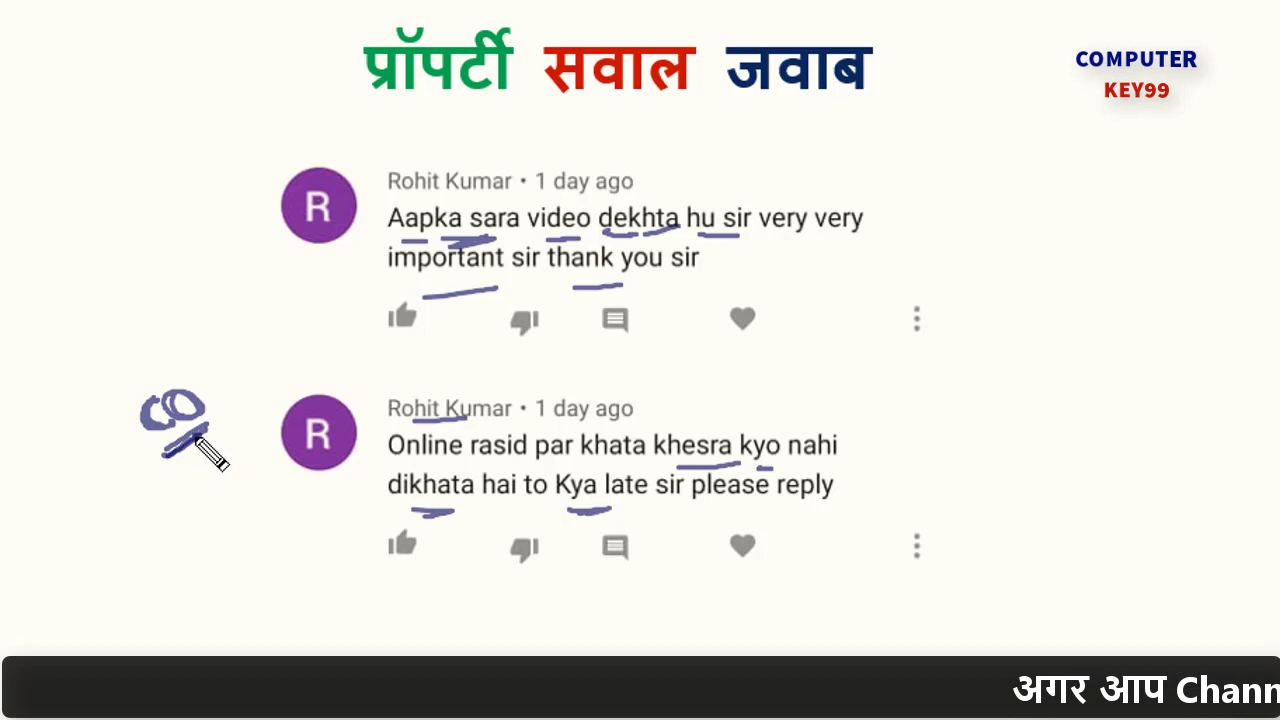 प्रॉपर्टी सवाल जवाब
COMPUTER
KEY99
R
Rohit Kumar • 1 day ago
Aapka sara video dekhta hu sir very very
important sir thank you sir
R
Rohit Kumar • 1 day ago
Online rasid par khata khesra kyo nahi
dikhata hai to Kya late sir please reply
अगर आप Chann